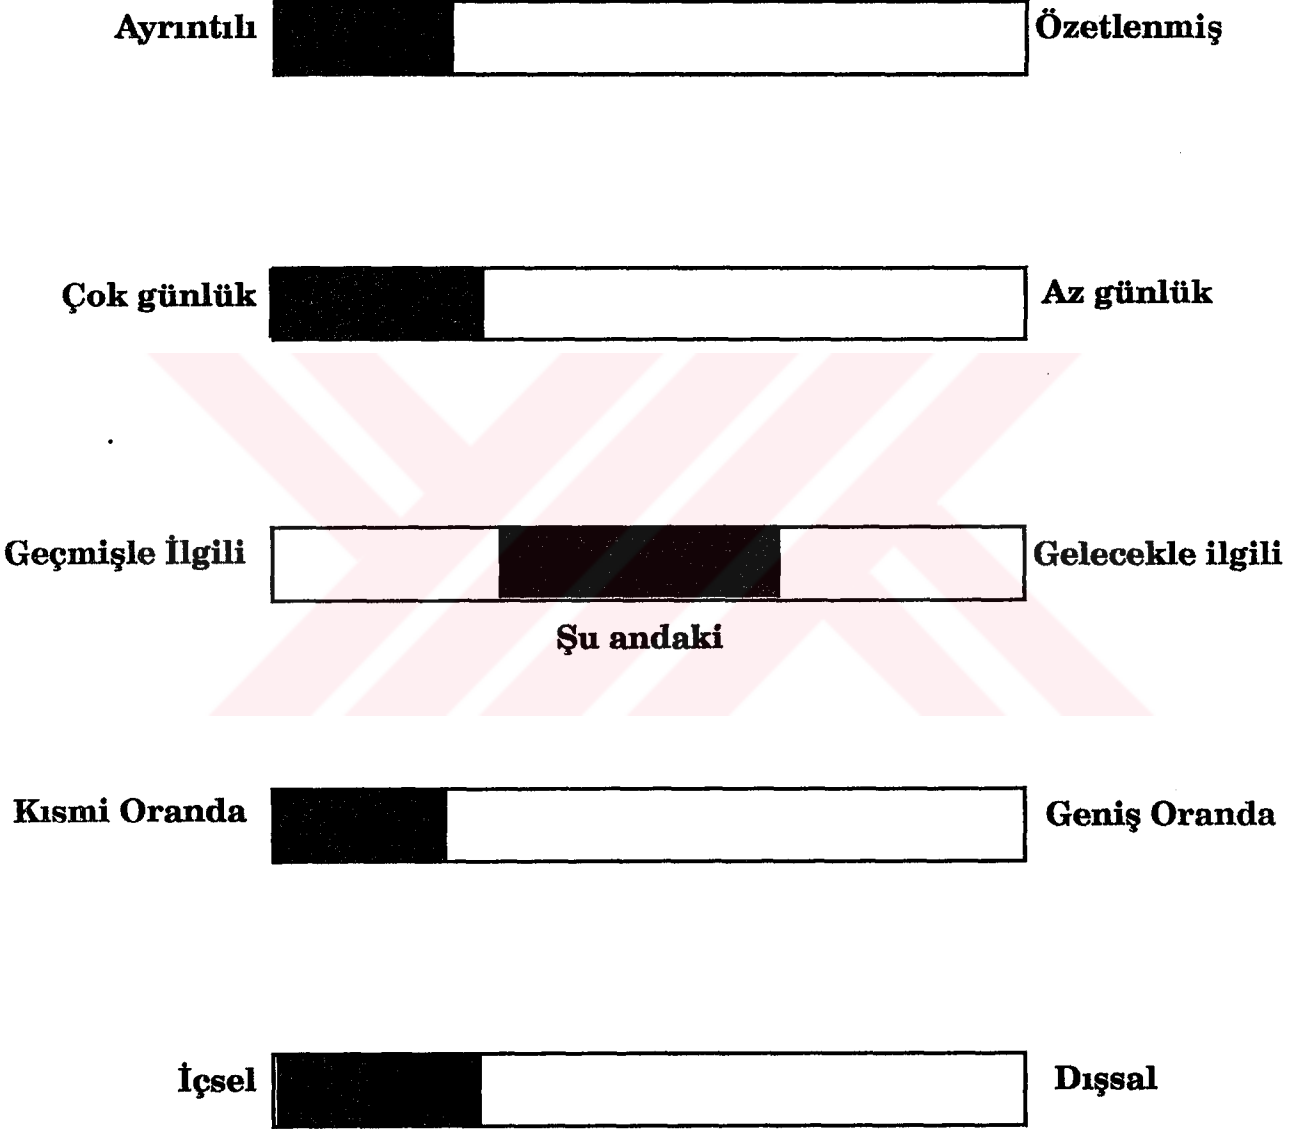 Ayrıntılı Özetlenmiş
Çok günlük Az günlük
Geçmişle İlgili Gelecekle ilgili
Şu andaki
Kısmi Oranda Geniş Oranda
İçsel Dışsal